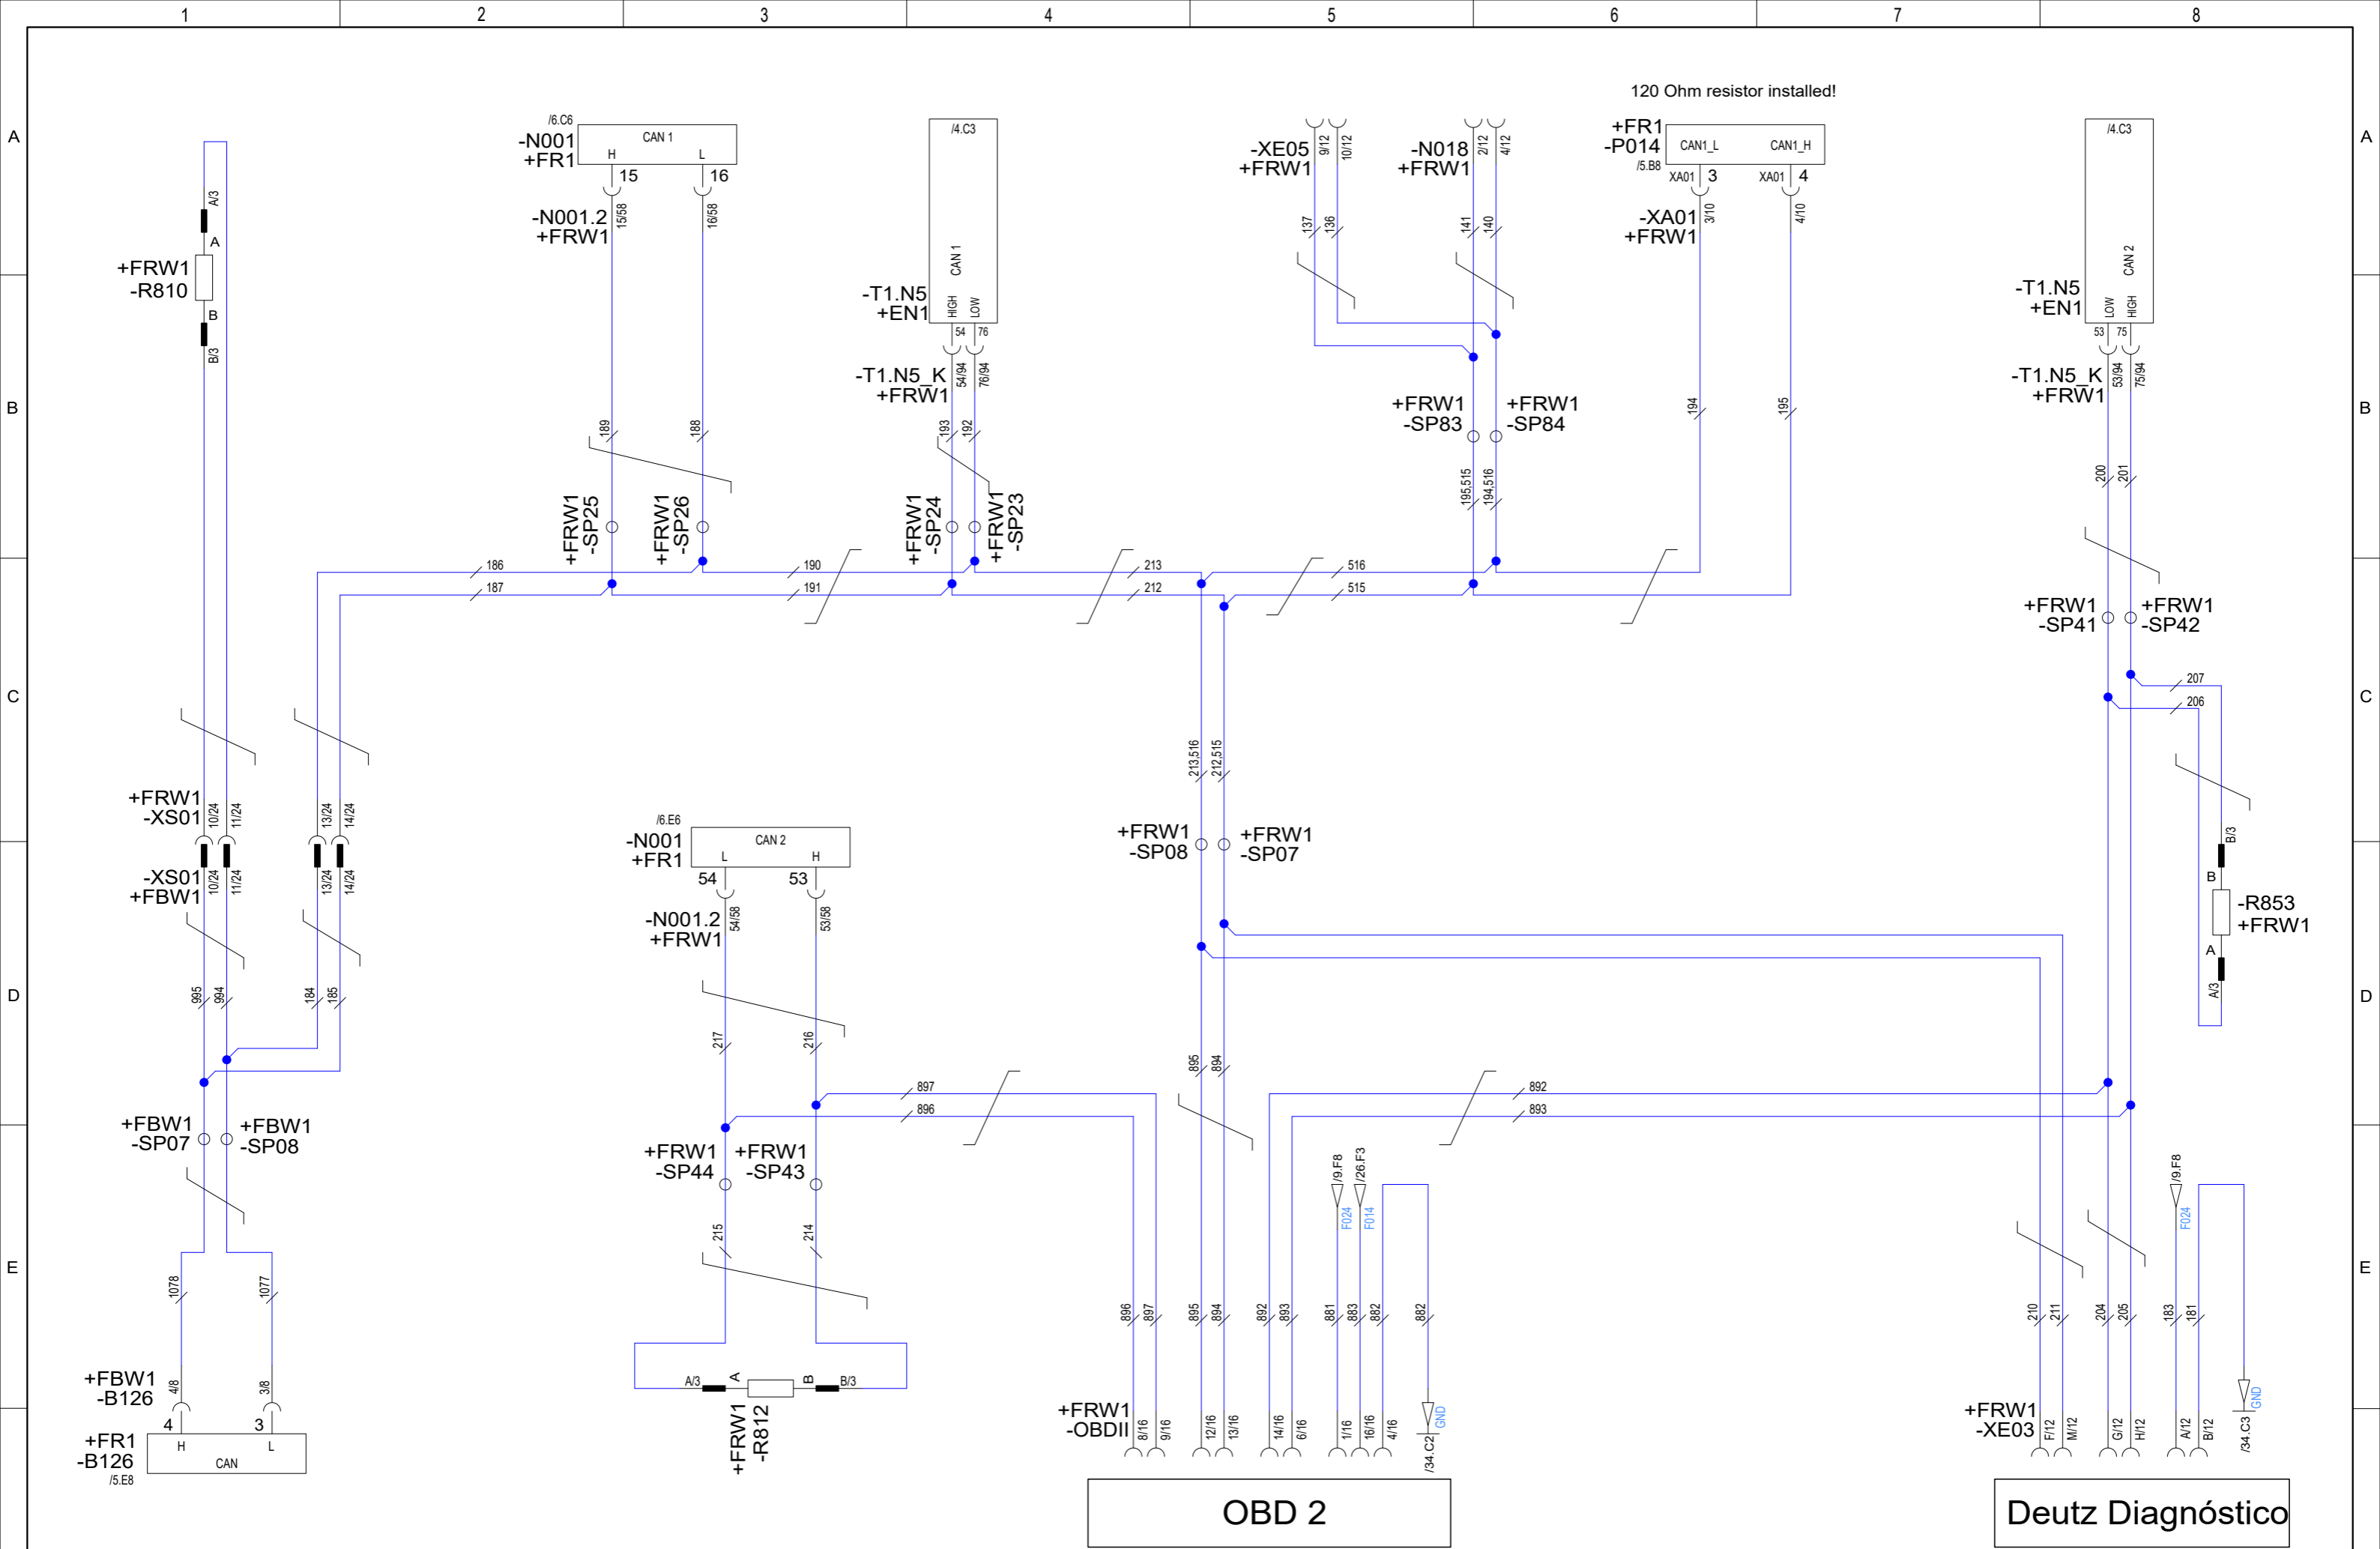 1 2 3 4 5 6 7 8
A
A
120 Ohm resistor installed!
/6.C6
-N001
+FR1
CAN 1
H L
15 16
-N001.2
+FRW1
15/58
16/58
/4.C3
CAN 1
HIGH
LOW
-T1.N5
+EN1
54 76
-T1.N5_K
+FRW1
54/94
76/94
-XE05
+FRW1
9/12
10/12
-N018
+FRW1
2/12
4/12
+FR1
-P014
/5.B8
CAN1_L CAN1_H
XA01 3
XA01 4
-XA01
+FRW1
3/10
4/10
/4.C3
CAN 2
LOW
HIGH
-T1.N5
+EN1
53 75
-T1.N5_K
+FRW1
53/94
75/94
A/3
A
+FRW1
-R810
B
B/3
137
136
141
140
B
B
189
188
193
192
+FRW1
-SP83
+FRW1
-SP84
194
195
195,515
194,516
200
201
+FRW1
-SP25
+FRW1
-SP26
+FRW1
-SP24
+FRW1
-SP23
186
187
190
191
213
212
516
515
+FRW1
-SP41
+FRW1
-SP42
C
C
207
206
213,516
212,515
+FRW1
-XS01
10/24
11/24
13/24
14/24
-XS01
+FBW1
10/24
11/24
13/24
14/24
/6.E6
-N001
+FR1
CAN 2
L H
54 53
-N001.2
+FRW1
54/58
53/58
+FRW1
-SP08
+FRW1
-SP07
B/3
B
-R853
+FRW1
A
A/3
D
D
995
994
184
185
217
216
895
894
897
896
892
893
+FBW1
-SP07
+FBW1
-SP08
+FRW1
-SP44
+FRW1
-SP43
/9.F8
F024
/26.F3
F014
/9.F8
F024
215
214
E
E
1078
1077
896
897
895
894
892
893
881
883
882
882
210
211
204
205
183
181
+FBW1
-B126
4/8
3/8
4 3
+FR1
-B126
/5.E8
H L
CAN
A/3
A
B
B/3
+FRW1
-R812
+FRW1
-OBDII
8/16
9/16
12/16
13/16
14/16
6/16
1/16
16/16
4/16
GND
/34.C2
+FRW1
-XE03
F/12
M/12
G/12
H/12
A/12
B/12
GND
/34.C3
OBD 2
Deutz Diagnóstico